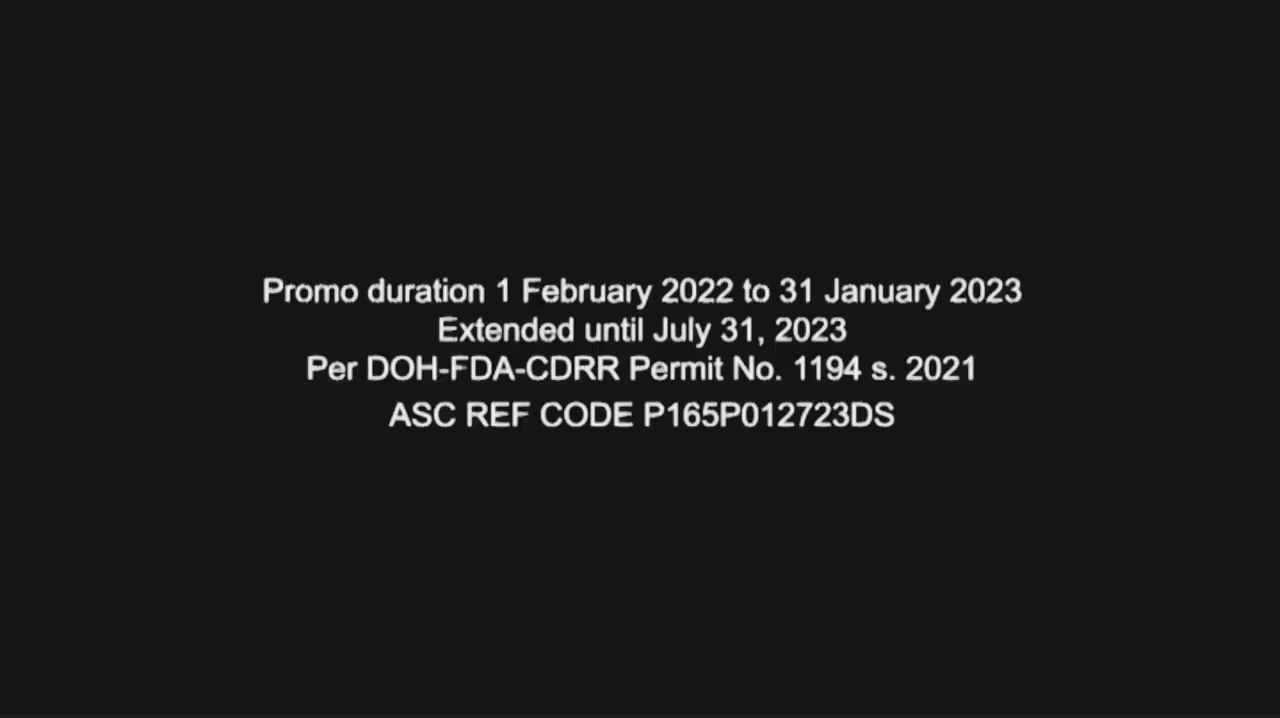 Promo duration 1 February 2022 to 31 January 2023
Extended until July 31, 2023
Per DOH-FDA-CDRR Permit No. 1194 s. 2021
ASC REF CODE P165P012723DS